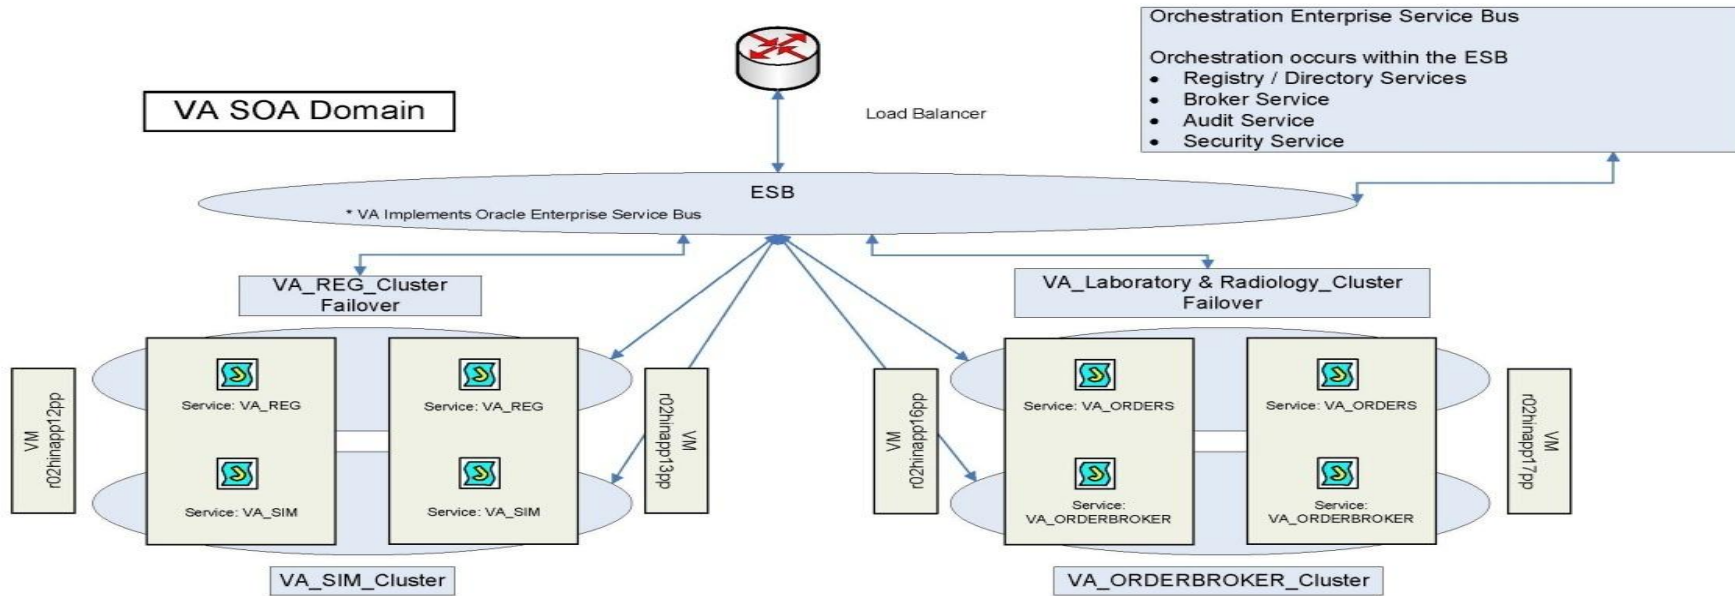 Orchestration Enterprise Service Bus
Orchestration occurs within the ESB
• Registry / Directory Services
• Broker Service
• Audit Service
• Security Service
VA SOA Domain
Load Balancer
ESB
* VA Implements Oracle Enterprise Service Bus
VA_REG_Cluster
Failover
VA_Laboratory & Radiology_Cluster
Failover
VM
r02hinapp12pp
Service: VA_REG
Service: VA_REG
Service: VA_SIM
Service: VA_SIM
VM
r02hinapp13pp
VM
r02hinapp16pp
Service: VA_ORDERS
Service: VA_ORDERS
Service:
VA_ORDERBROKER
Service:
VA_ORDERBROKER
VM
r02hinapp17pp
VA_SIM_Cluster
VA_ORDERBROKER_Cluster